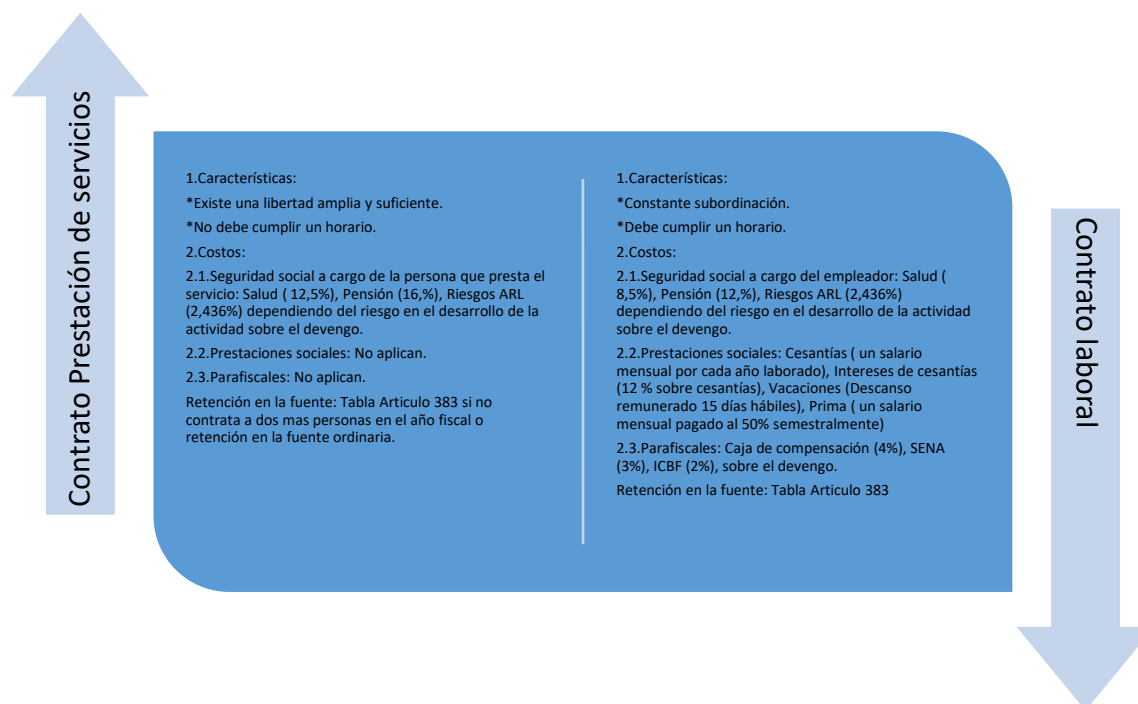 Contrato Prestación de servicios
1.Características:
*Existe una libertad amplia y suficiente.
*No debe cumplir un horario.
2.Costos:
2.1.Seguridad social a cargo de la persona que presta el
servicio: Salud ( 12,5%), Pensión (16,%), Riesgos ARL
(2,436%) dependiendo del riesgo en el desarrollo de la
actividad sobre el devengo.
2.2.Prestaciones sociales: No aplican.
2.3.Parafiscales: No aplican.
Retención en la fuente: Tabla Articulo 383 si no
contrata a dos mas personas en el año fiscal o
retención en la fuente ordinaria.
1.Características:
*Constante subordinación.
*Debe cumplir un horario.
2.Costos:
2.1.Seguridad social a cargo del empleador: Salud (
8,5%), Pensión (12,%), Riesgos ARL (2,436%)
dependiendo del riesgo en el desarrollo de la actividad
sobre el devengo.
2.2.Prestaciones sociales: Cesantías ( un salario
mensual por cada año laborado), Intereses de cesantías
(12 % sobre cesantías), Vacaciones (Descanso
remunerado 15 días hábiles), Prima ( un salario
mensual pagado al 50% semestralmente)
2.3.Parafiscales: Caja de compensación (4%), SENA
(3%), ICBF (2%), sobre el devengo.
Retención en la fuente: Tabla Articulo 383
Contrato laboral